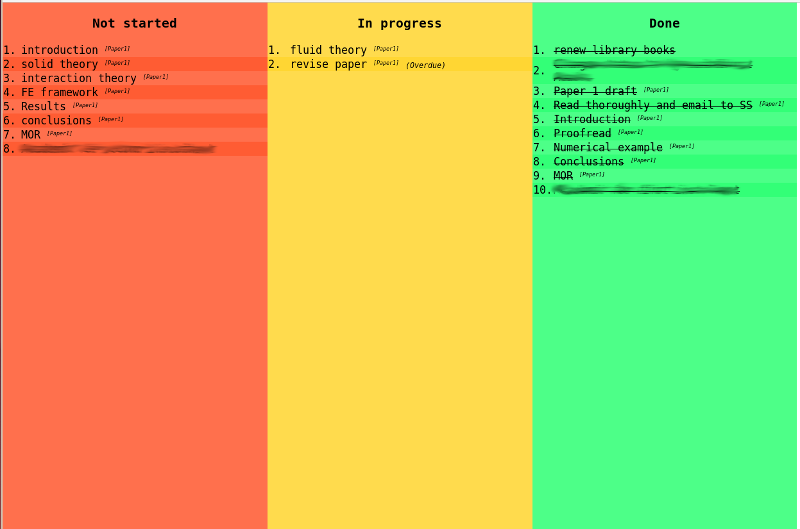 Not started
1. introduction [Paper1]
2. solid theory [Paper1]
3. interaction theory [Paper1]
4. FE framework [Paper1]
5. Results [Paper1]
6. conclusions [Paper1]
7. MOR [Paper1]
8.
In progress
1. fluid theory [Paper1]
2. revise paper [Paper1] (Overdue)
Done
1. renew library books
2.
3. Paper 1 draft [Paper1]
4. Read thoroughly and email to SS [Paper1]
5. Introduction [Paper1]
6. Proofread [Paper1]
7. Numerical example [Paper1]
8. Conclusions [Paper1]
9. MOR [Paper1]
10.